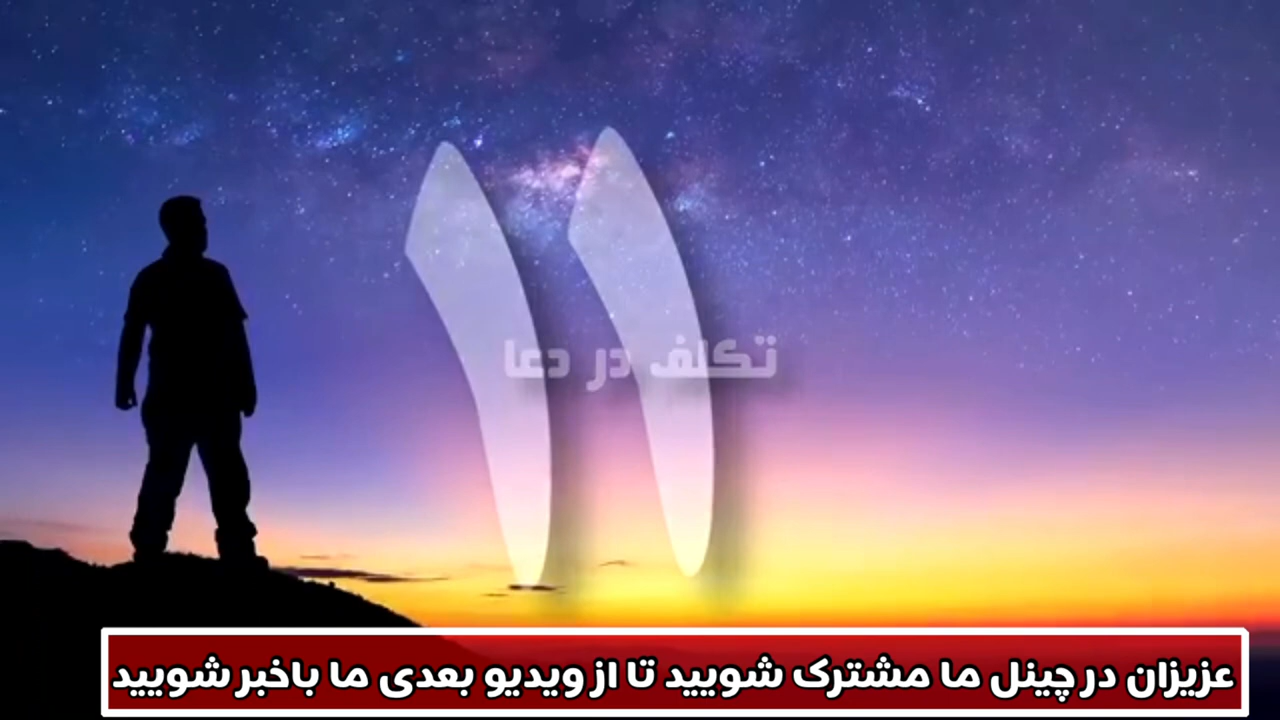 ۱۱
تکلف در دعا
عزیزان در چینل ما مشترک شویید تا از ویدیو بعدی ما باخبر شویید